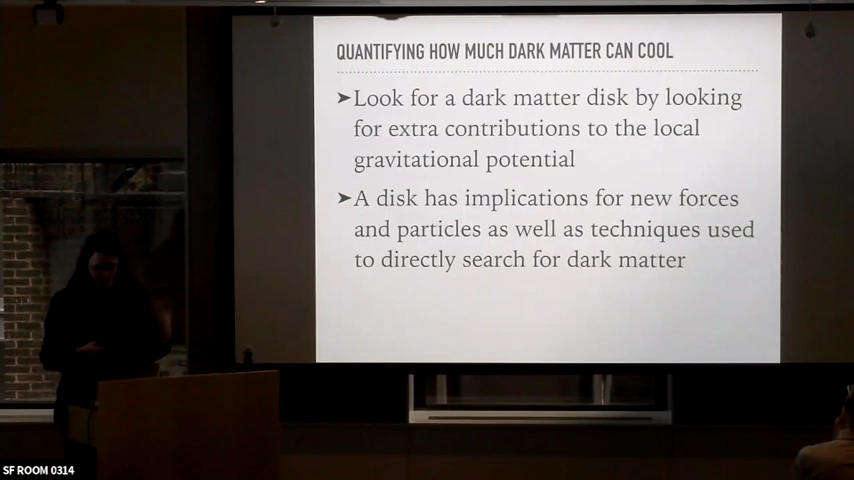 QUANTIFYING HOW MUCH DARK MATTER CAN COOL
➤Look for a dark matter disk by looking
for extra contributions to the local
gravitational potential
➤A disk has implications for new forces
and particles as well as techniques used
to directly search for dark matter
SF ROOM 0314